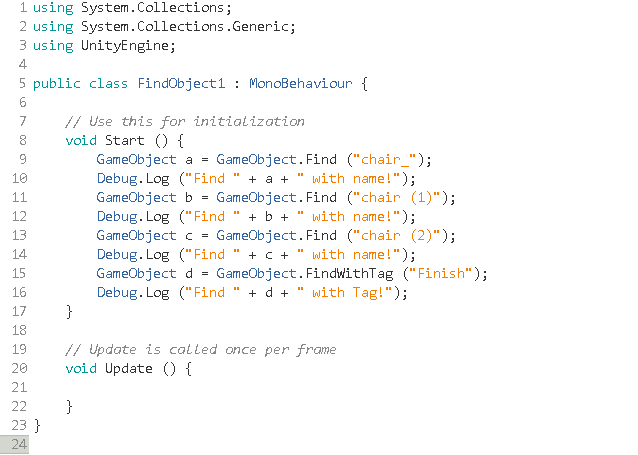 1 using System.Collections;
2 using System.Collections.Generic;
3 using UnityEngine;
4
5 public class FindObject1 : MonoBehaviour {
6
7     // Use this for initialization
8     void Start () {
9         GameObject a = GameObject.Find ("chair_");
10         Debug.Log ("Find " + a + " with name!");
11         GameObject b = GameObject.Find ("chair (1)");
12         Debug.Log ("Find " + b + " with name!");
13         GameObject c = GameObject.Find ("chair (2)");
14         Debug.Log ("Find " + c + " with name!");
15         GameObject d = GameObject.FindWithTag ("Finish");
16         Debug.Log ("Find " + d + " with Tag!");
17     }
18
19     // Update is called once per frame
20     void Update () {
21
22     }
23 }
24